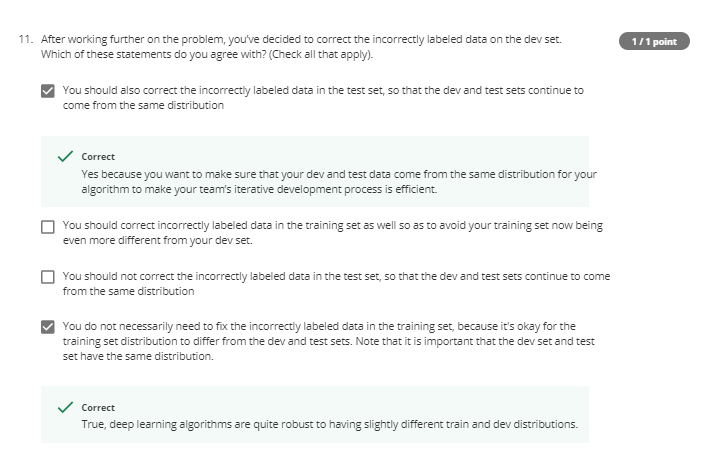 11. After working further on the problem, you've decided to correct the incorrectly labeled data on the dev set.
1 / 1 point
Which of these statements do you agree with? (Check all that apply).
You should also correct the incorrectly labeled data in the test set, so that the dev and test sets continue to
come from the same distribution
Correct
Yes because you want to make sure that your dev and test data come from the same distribution for your
algorithm to make your team's iterative development process is efficient.
You should correct incorrectly labeled data in the training set as well so as to avoid your training set now being
even more different from your dev set.
You should not correct the incorrectly labeled data in the test set, so that the dev and test sets continue to come
from the same distribution
You do not necessarily need to fix the incorrectly labeled data in the training set, because it's okay for the
training set distribution to differ from the dev and test sets. Note that it is important that the dev set and test
set have the same distribution.
Correct
True, deep learning algorithms are quite robust to having slightly different train and dev distributions.